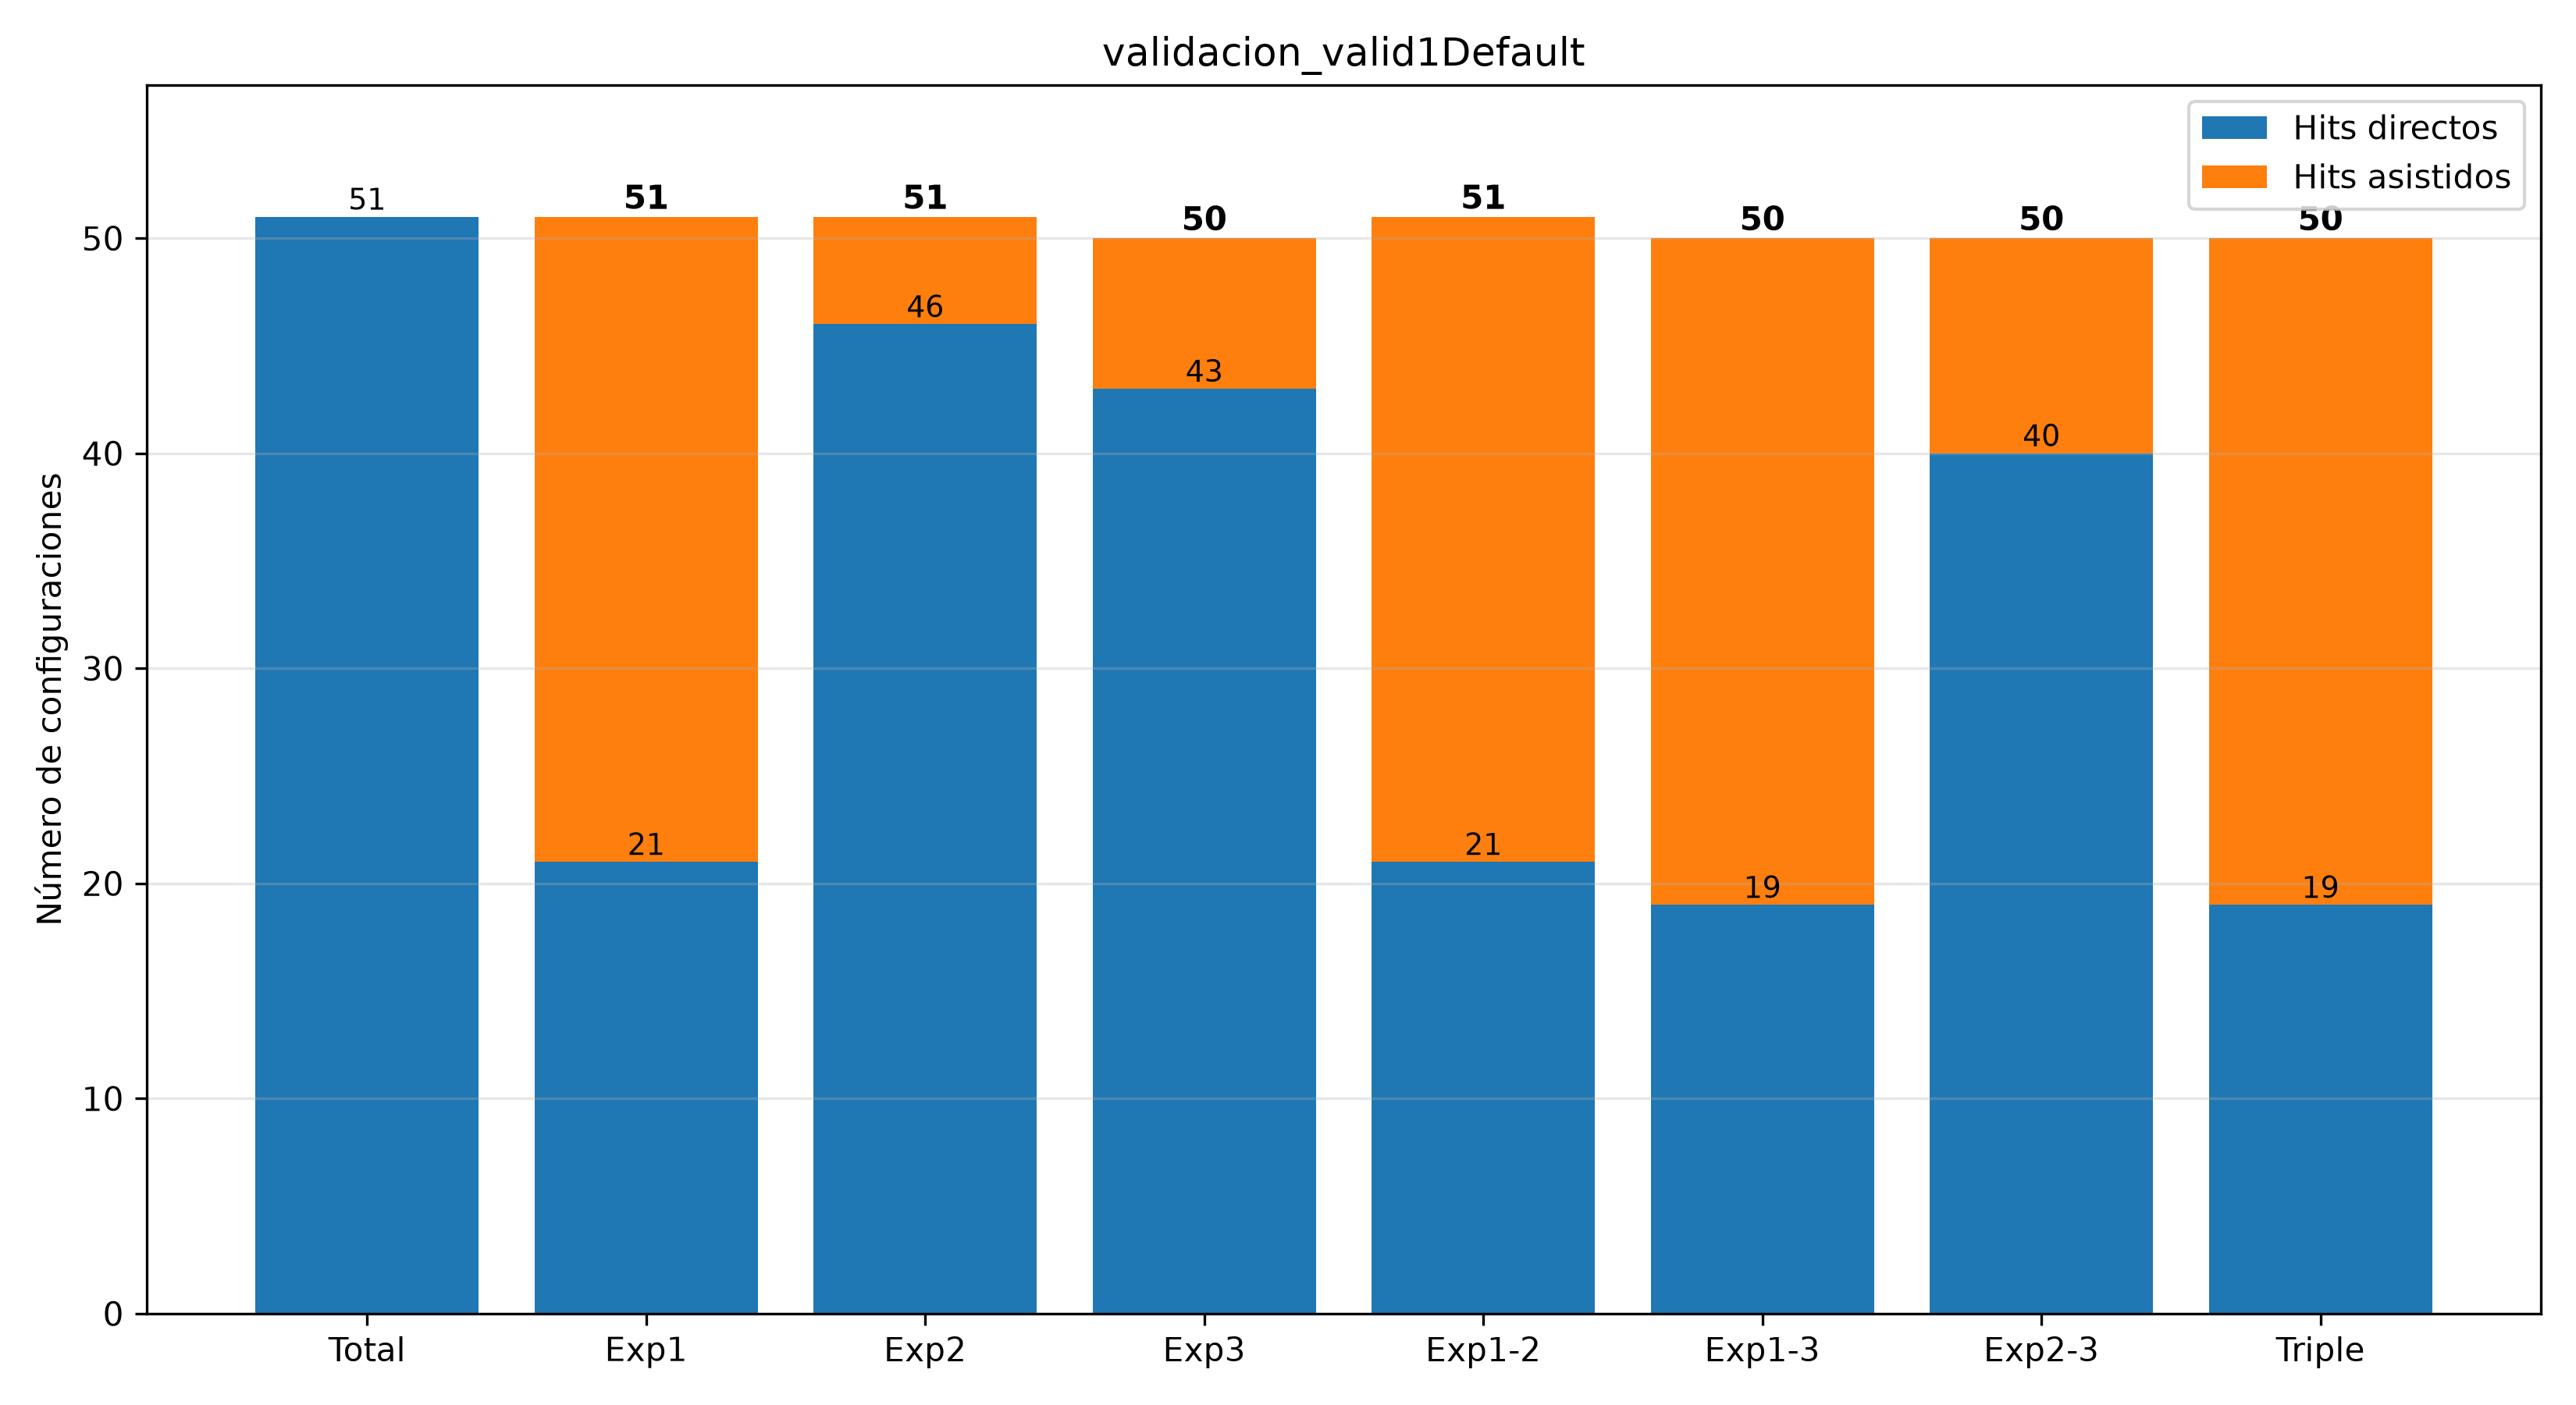 validacion_valid1Default
Hits directos
Hits asistidos
51
51
51
50
51
50
50
50
46
43
40
21
21
19
19
Número de configuraciones
50
40
30
20
10
0
Total
Exp1
Exp2
Exp3
Exp1-2
Exp1-3
Exp2-3
Triple